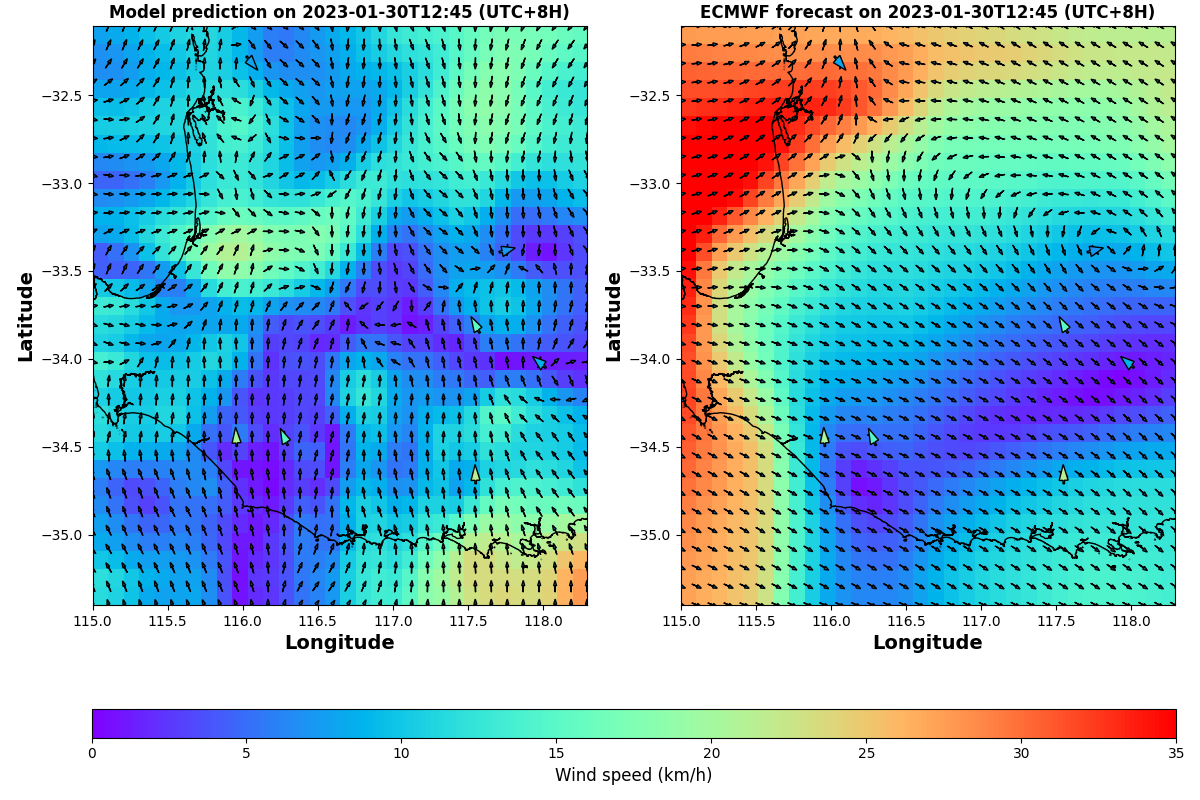 Model prediction on 2023-01-30T12:45 (UTC+8H)
ECMWF forecast on 2023-01-30T12:45 (UTC+8H)
Latitude
−32.5
−33.0
−33.5
−34.0
−34.5
−35.0
115.0 115.5 116.0 116.5 117.0 117.5 118.0
Longitude
Latitude
−32.5
−33.0
−33.5
−34.0
−34.5
−35.0
115.0 115.5 116.0 116.5 117.0 117.5 118.0
Longitude
0 5 10 15 20 25 30 35
Wind speed (km/h)